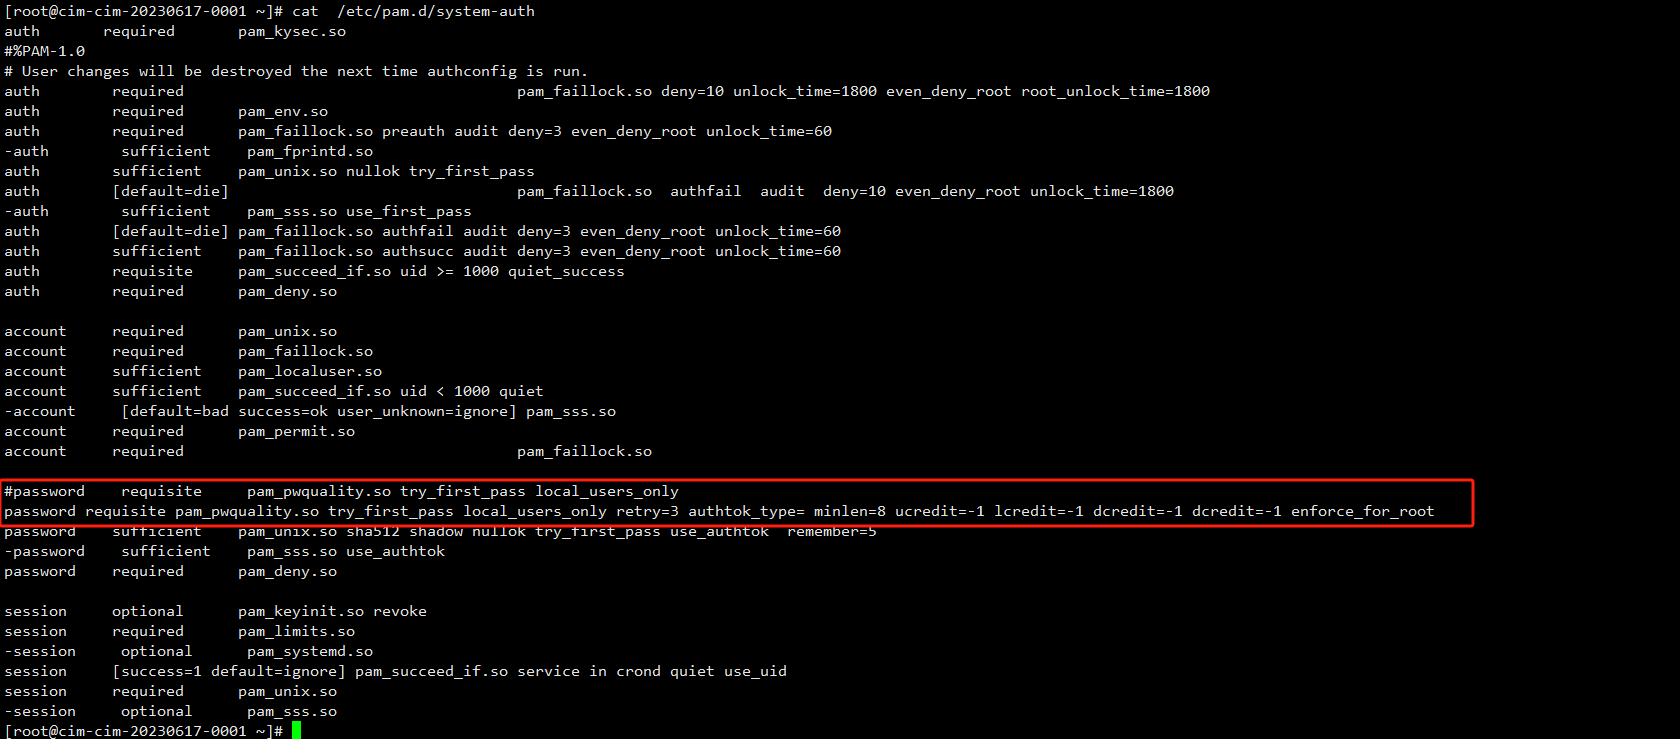 [root@cim-cim-20230617-0001 ~]# cat  /etc/pam.d/system-auth
auth       required       pam_kysec.so
#%PAM-1.0
# User changes will be destroyed the next time authconfig is run.
auth        required                                     pam_faillock.so deny=10 unlock_time=1800 even_deny_root root_unlock_time=1800
auth        required      pam_env.so
auth        required      pam_faillock.so preauth audit deny=3 even_deny_root unlock_time=60
-auth        sufficient    pam_fprintd.so
auth        sufficient    pam_unix.so nullok try_first_pass
auth        [default=die]                                pam_faillock.so  authfail  audit  deny=10 even_deny_root unlock_time=1800
-auth        sufficient    pam_sss.so use_first_pass
auth        [default=die] pam_faillock.so authfail audit deny=3 even_deny_root unlock_time=60
auth        sufficient    pam_faillock.so authsucc audit deny=3 even_deny_root unlock_time=60
auth        requisite     pam_succeed_if.so uid >= 1000 quiet_success
auth        required      pam_deny.so

account     required      pam_unix.so
account     required      pam_faillock.so
account     sufficient    pam_localuser.so
account     sufficient    pam_succeed_if.so uid < 1000 quiet
-account     [default=bad success=ok user_unknown=ignore] pam_sss.so
account     required      pam_permit.so
account     required                                     pam_faillock.so

#password    requisite     pam_pwquality.so try_first_pass local_users_only
password requisite pam_pwquality.so try_first_pass local_users_only retry=3 authtok_type= minlen=8 ucredit=-1 lcredit=-1 dcredit=-1 dcredit=-1 enforce_for_root
password    sufficient    pam_unix.so sha512 shadow nullok try_first_pass use_authtok  remember=5
-password    sufficient    pam_sss.so use_authtok
password    required      pam_deny.so

session     optional      pam_keyinit.so revoke
session     required      pam_limits.so
-session     optional      pam_systemd.so
session     [success=1 default=ignore] pam_succeed_if.so service in crond quiet use_uid
session     required      pam_unix.so
-session     optional      pam_sss.so
[root@cim-cim-20230617-0001 ~]#